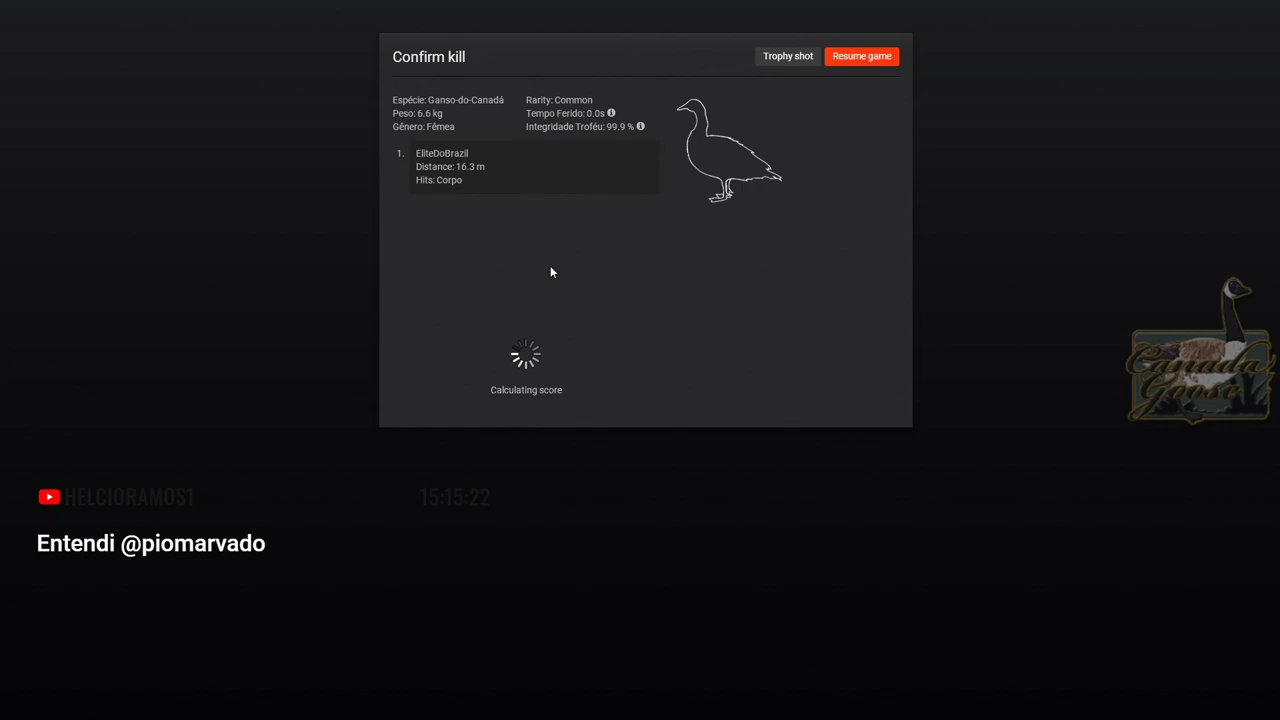 Confirm kill
Trophy shot
Resume game
Espécie: Ganso-do-Canadá
Peso: 6.6 kg
Gênero: Fêmea
Rarity: Common
Tempo Ferido: 0.0s
Integridade Troféu: 99.9 %
1. EliteDoBrazil
Distance: 16.3 m
Hits: Corpo
Calculating score
Canada
Goose
HELCIORAMOS1
15:15:22
Entendi @piomarvado